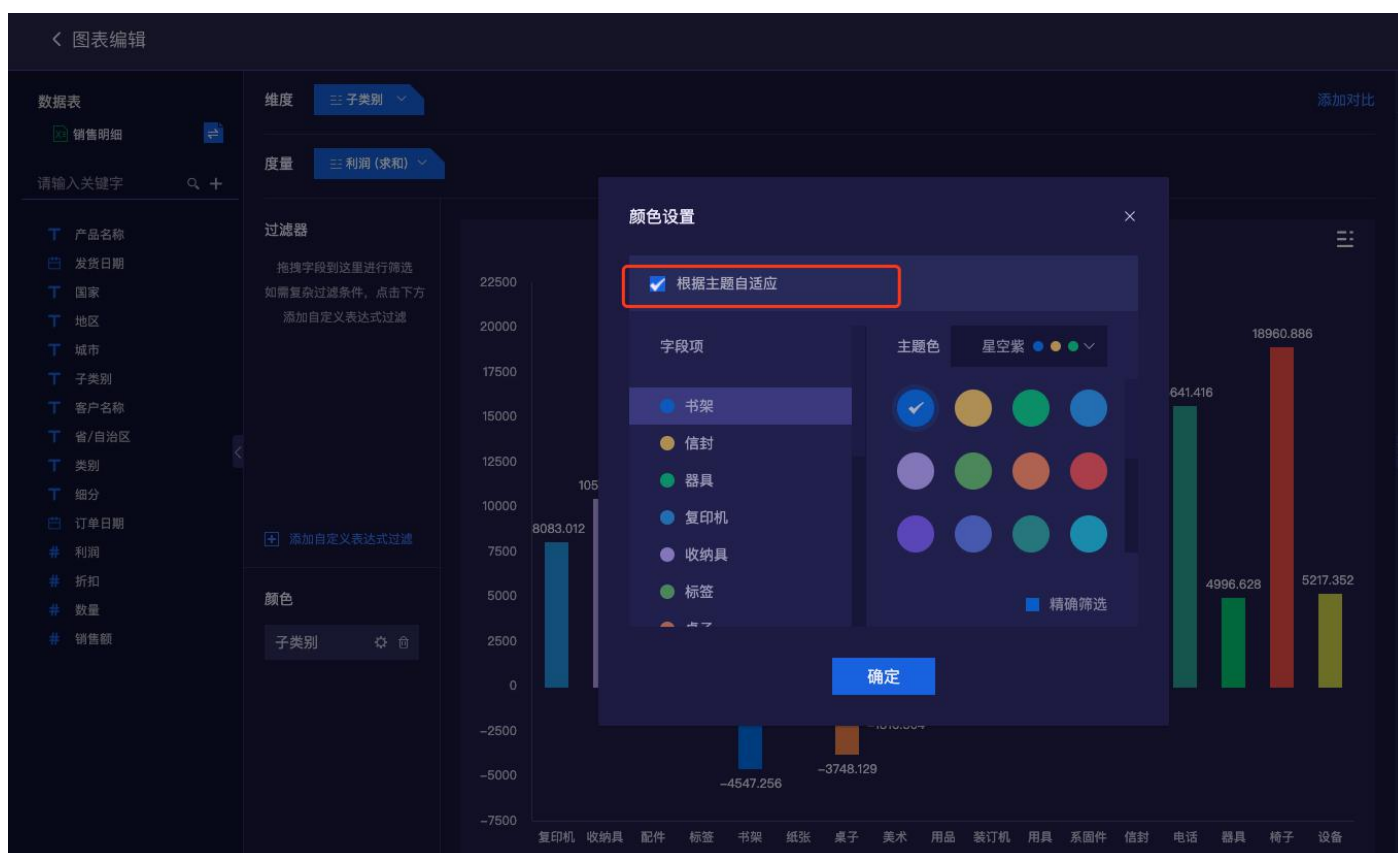 图表编辑
数据表
销售明细
请输入关键字
产品名称
发货日期
国家
地区
城市
子类别
客户名称
省/自治区
类别
细分
订单日期
利润
折扣
数量
销售额
维度
子类别
添加对比
度量
利润 (求和)
过滤器
拖拽字段到这里进行筛选
如需复杂过滤条件，点击下方
添加自定义表达式过滤
添加自定义表达式过滤
颜色
子类别
颜色设置
根据主题自适应
字段项
书架
信封
器具
复印机
收纳具
标签
主题色
星空紫
精确筛选
确定
22500
20000
17500
15000
12500
10000
7500
5000
2500
0
-2500
-5000
-7500
8083.012
105
-4547.256
-3748.129
641.416
4996.628
18960.886
5217.352
复印机 收纳具 配件 标签 书架 纸张 桌子 美术 用品 装订机 用具 系固件 信封 电话 器具 椅子 设备